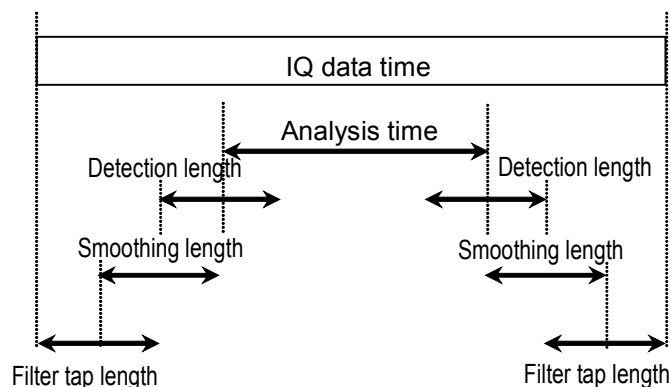 IQ data time
Analysis time
Detection length
Detection length
Smoothing length
Smoothing length
Filter tap length
Filter tap length